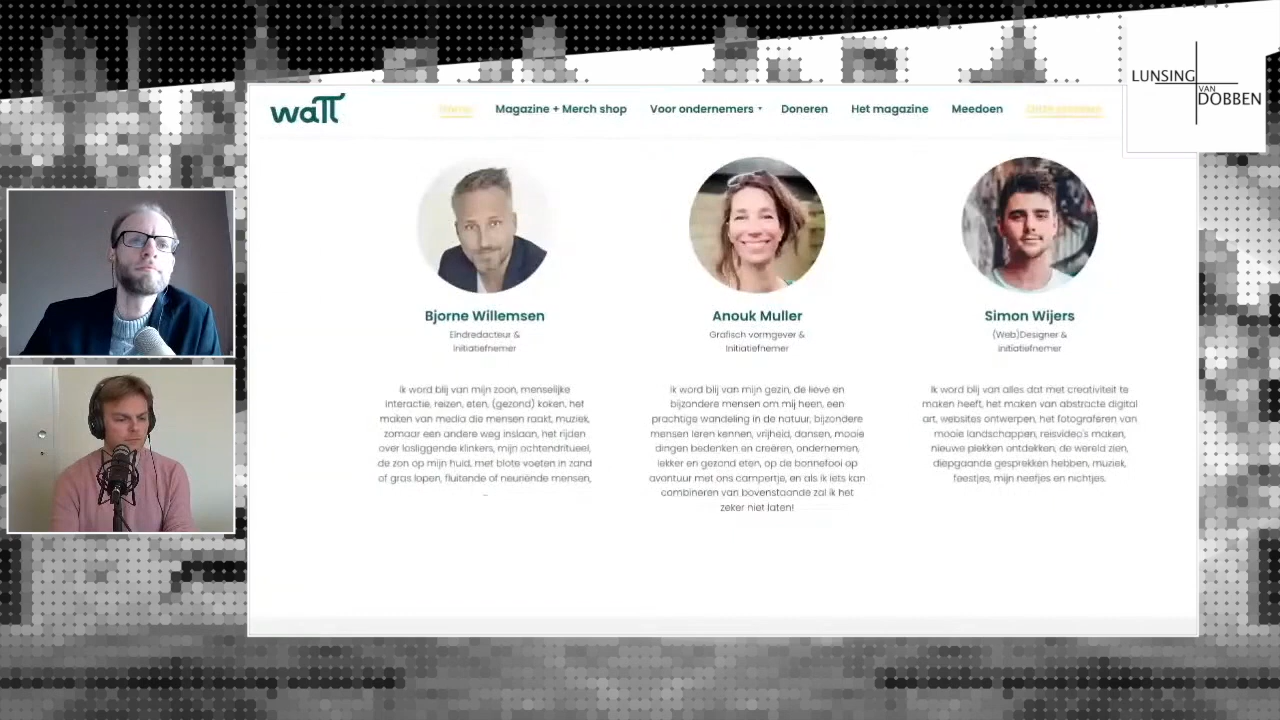 LUNSING
VAN
DOBBEN
watt
Home
Magazine + Merch shop
Voor ondernemers
Doneren
Het magazine
Meedoen
Bjorne Willemsen
Eindredacteur &
Initiatiefnemer
Ik word blij van mijn zoon, menselijke
interactie, reizen, eten, (gezond) koken, het
maken van media die mensen raakt, muziek,
zomaar een andere weg inslaan, het rijden
over losliggende klinkers, mijn ochtendritueel,
de zon op mijn huid, met blote voeten in zand
of gras lopen, fluitende of neuriënde mensen,
..
Anouk Muller
Grafisch vormgever &
Initiatiefnemer
Ik word blij van mijn gezin, de lieve en
bijzondere mensen om mij heen, een
prachtige wandeling in de natuur, bijzondere
mensen leren kennen, vrijheid, dansen, mooie
dingen bedenken en creëren, ondernemen,
lekker en gezond eten, op de bonnefooi op
avontuur met ons campertje, en als ik iets kan
combineren van bovenstaande zal ik het
zeker niet laten!
Simon Wijers
(Web)Designer &
initiatiefnemer
Ik word blij van alles dat met creativiteit te
maken heeft, het maken van abstracte digital
art, websites ontwerpen, het fotograferen van
mooie landschappen, reisvideo's maken,
nieuwe plekken ontdekken, de wereld zien,
diepgaande gesprekken hebben, muziek,
feestjes, mijn neefjes en nichtjes.